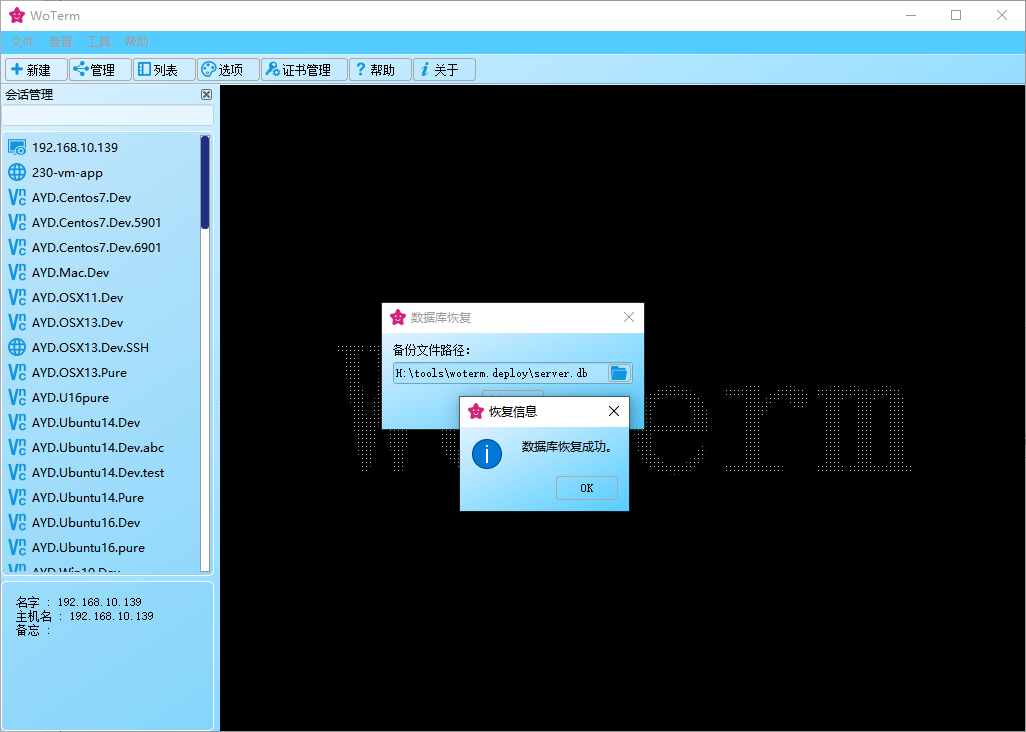 WoTerm
文件 查看 工具 帮助
新建 管理 列表 选项 证书管理 ? 帮助 i 关于
会话管理
192.168.10.139
230-vm-app
AYD.Centos7.Dev
AYD.Centos7.Dev.5901
AYD.Centos7.Dev.6901
AYD.Mac.Dev
AYD.OSX11.Dev
AYD.OSX13.Dev
AYD.OSX13.Dev.SSH
AYD.OSX13.Pure
AYD.U16pure
AYD.Ubuntu14.Dev
AYD.Ubuntu14.Dev.abc
AYD.Ubuntu14.Dev.test
AYD.Ubuntu14.Pure
AYD.Ubuntu16.Dev
AYD.Ubuntu16.pure
AYD.Win10.Dev
名字 : 192.168.10.139
主机名 : 192.168.10.139
备忘 :
数据库恢复
备份文件路径:
H:\tools\woterm.deploy\server.db
恢复信息
数据库恢复成功。
OK
WoTerm